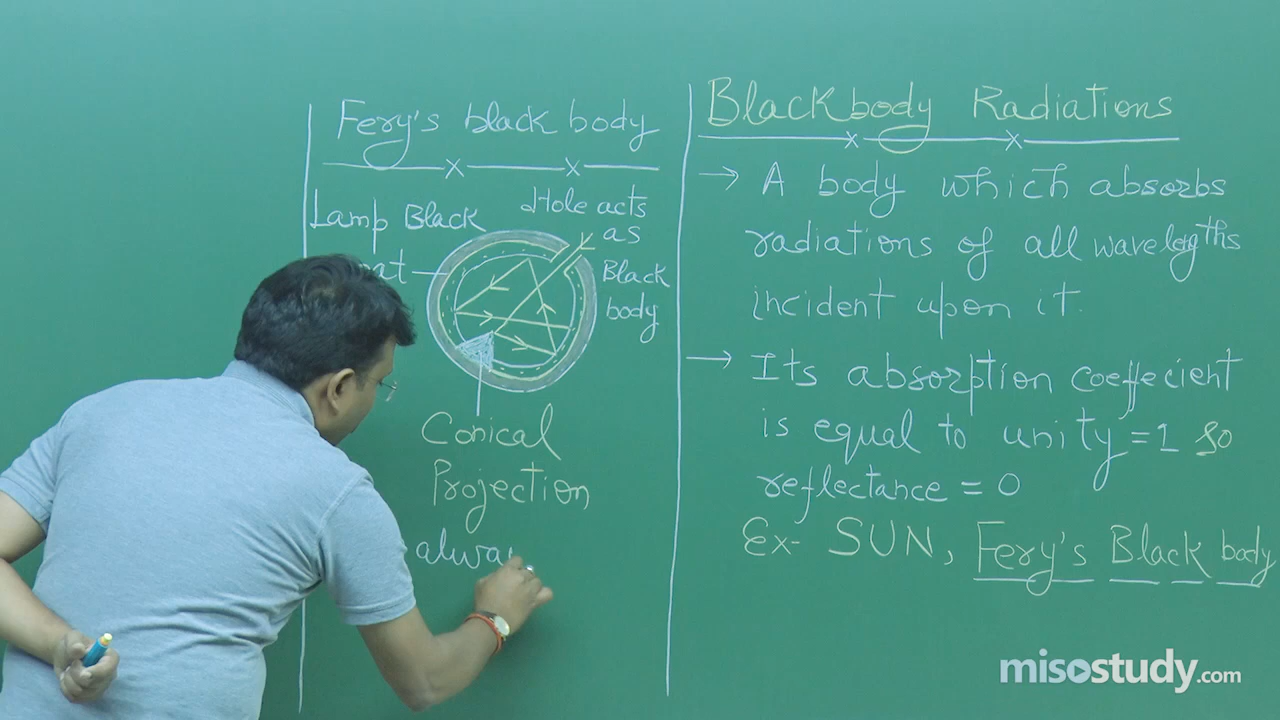 Fery's black body
Lamp Black
Hole acts
as
Black
body
Conical
Projection
Blackbody Radiations
→ A body which absorbs
radiations of all wavelegths
incident upon it.
→ Its absorption coeffecient
is equal to unity = 1 so
reflectance = 0
Ex- SUN, Fery's Black body
misostudy.com